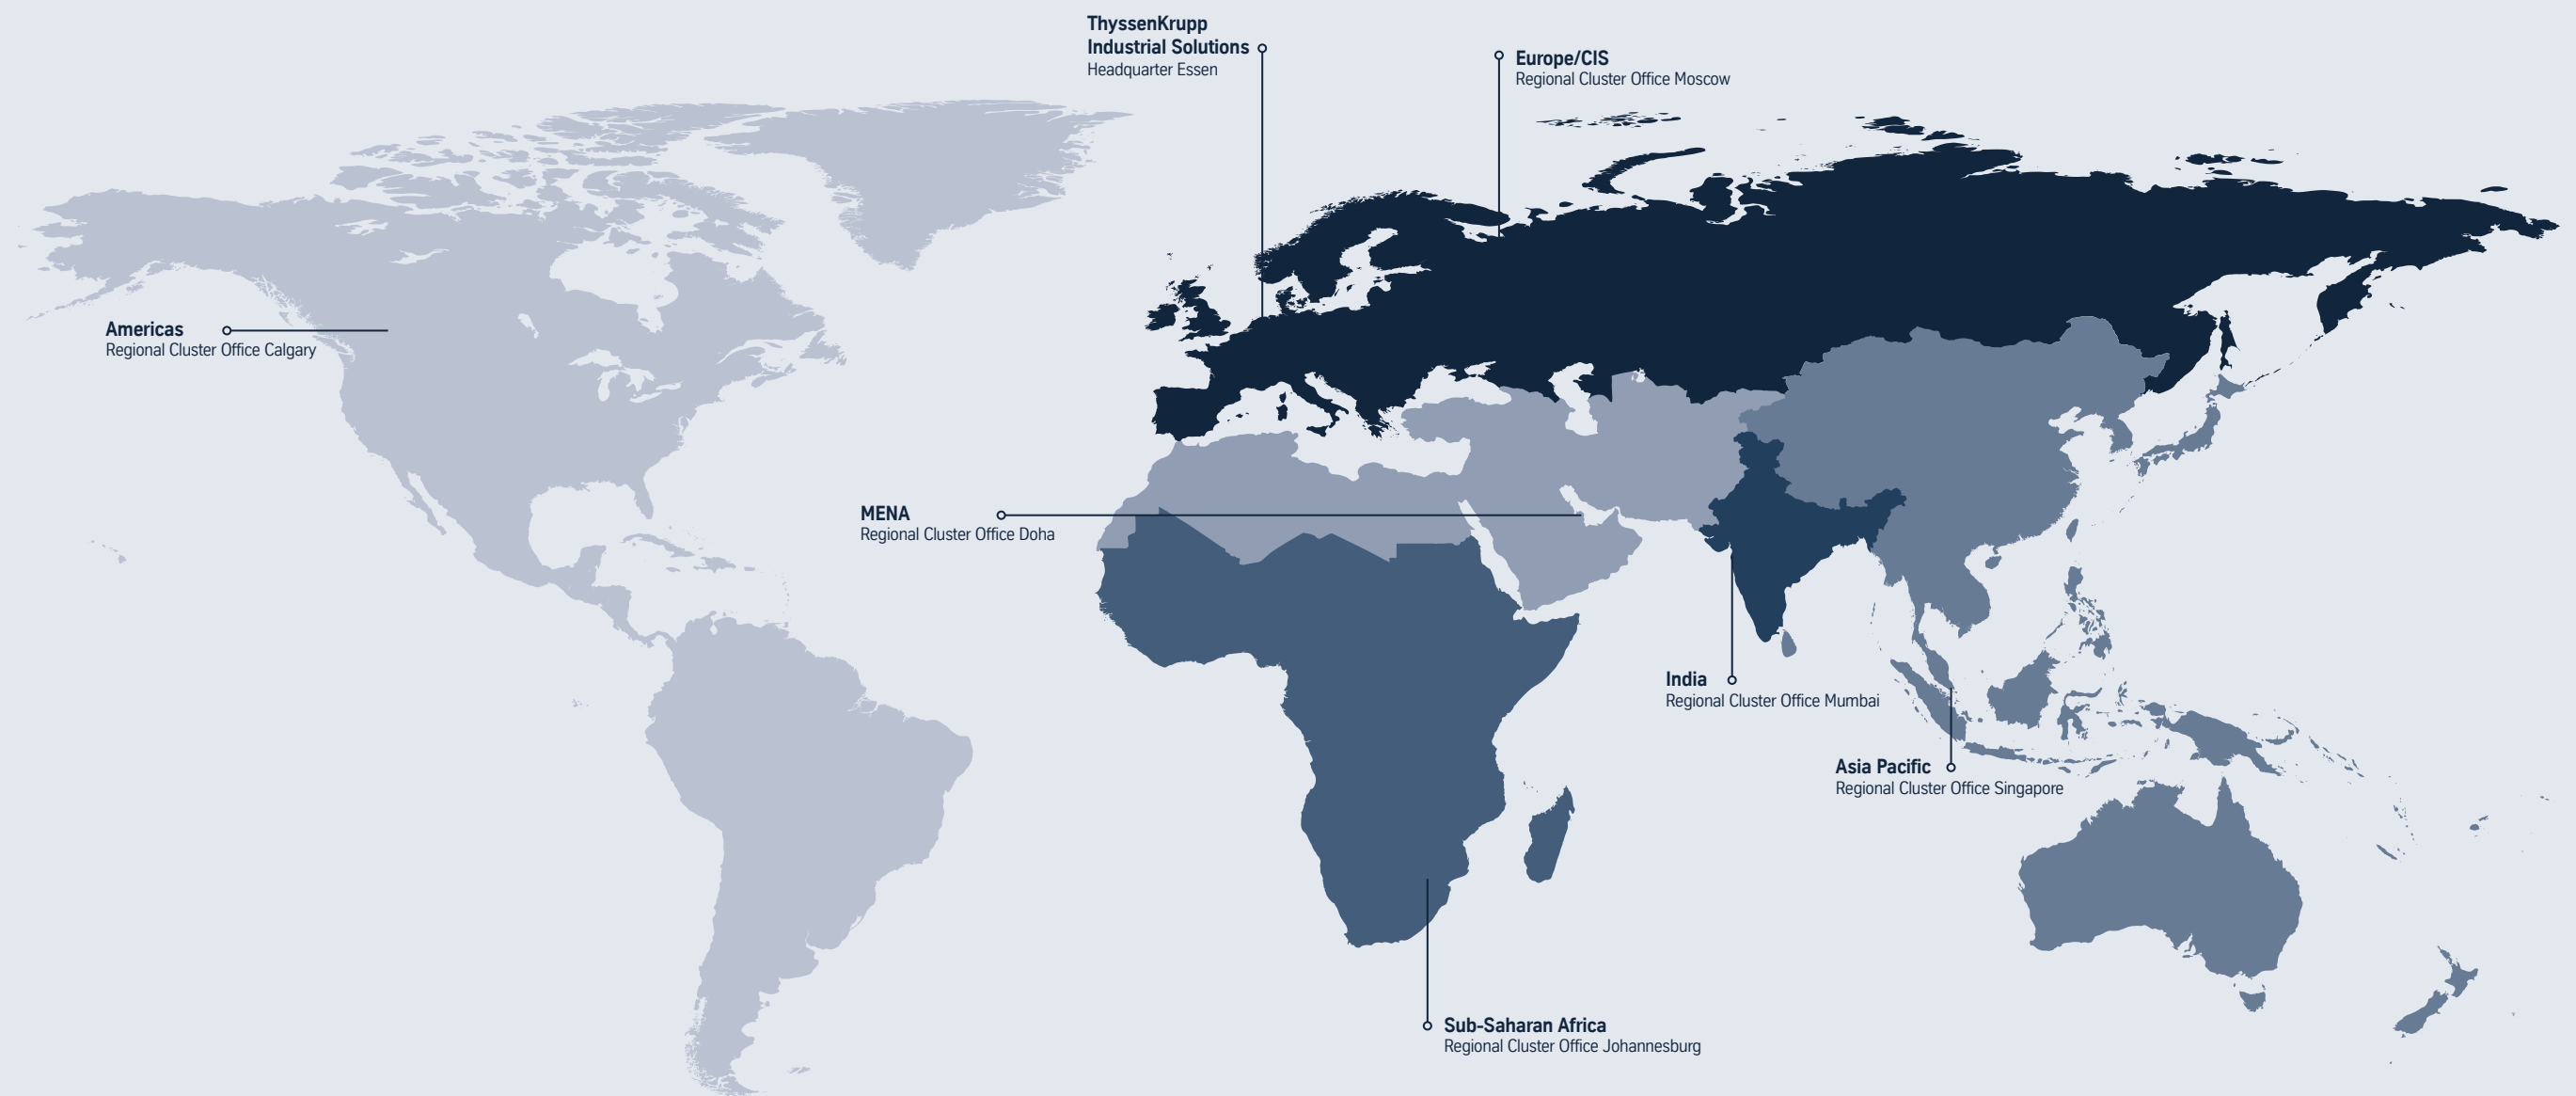 ThyssenKrupp
Industrial Solutions
Headquarter Essen
Europe/CIS
Regional Cluster Office Moscow
Americas
Regional Cluster Office Calgary
MENA
Regional Cluster Office Doha
India
Regional Cluster Office Mumbai
Asia Pacific
Regional Cluster Office Singapore
Sub-Saharan Africa
Regional Cluster Office Johannesburg